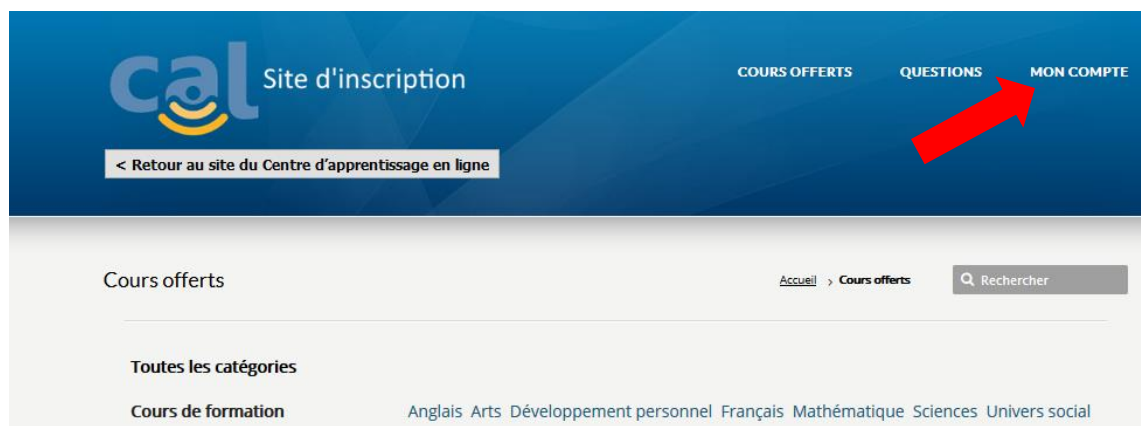 cal Site d'inscription
COURS OFFERTS QUESTIONS MON COMPTE
< Retour au site du Centre d'apprentissage en ligne
Cours offerts
Accueil > Cours offerts
Rechercher
Toutes les catégories
Cours de formation Anglais Arts Développement personnel Français Mathématique Sciences Univers social